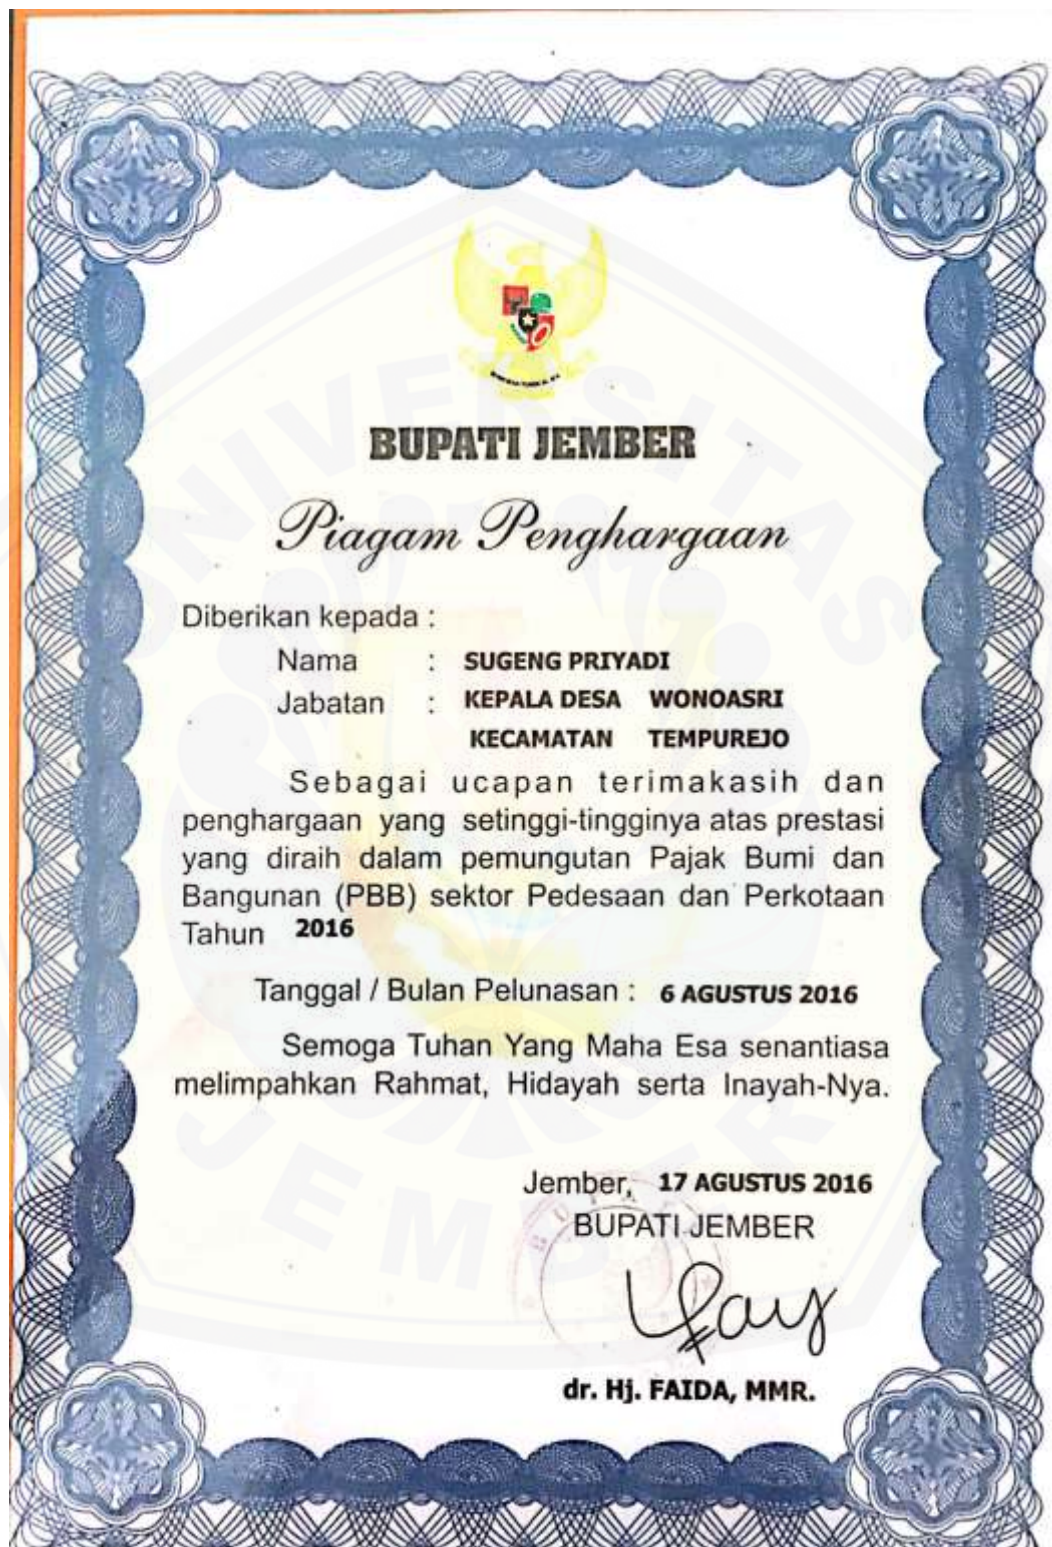 BUPATI JEMBER
Piagam Penghargaan
Diberikan kepada :
Nama : SUGENG PRIYADI
Jabatan : KEPALA DESA WONOASRI
KECAMATAN TEMPUREJO
Sebagai ucapan terimakasih dan
penghargaan yang setinggi-tingginya atas prestasi
yang diraih dalam pemungutan Pajak Bumi dan
Bangunan (PBB) sektor Pedesaan dan Perkotaan
Tahun 2016
Tanggal / Bulan Pelunasan : 6 AGUSTUS 2016
Semoga Tuhan Yang Maha Esa senantiasa
melimpahkan Rahmat, Hidayah serta Inayah-Nya.
Jember, 17 AGUSTUS 2016
BUPATI JEMBER
dr. Hj. FAIDA, MMR.
UNIVERSITAS
JEMBER